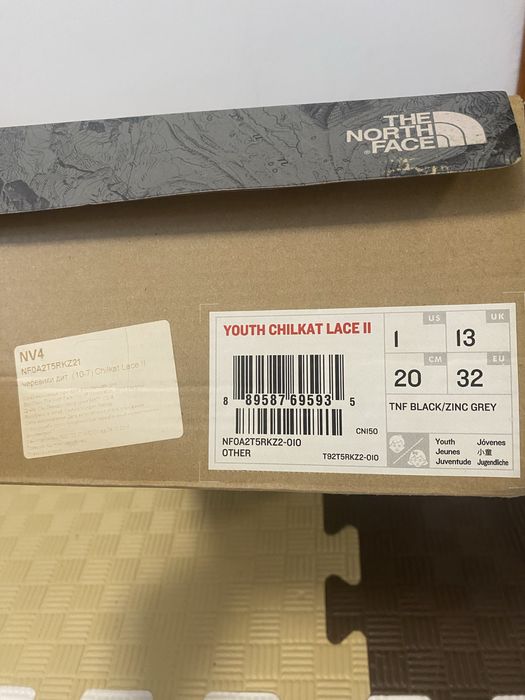 THE
NORTH
FACE
NV4
NF0A2T5RKZ21
Черевики дит. (10-7) Chilkat Lace II
YOUTH CHILKAT LACE II
US
1
UK
13
CM
20
EU
32
8 89587 69593 5
CN150
NF0A2T5RKZ2-010
OTHER
T92T5RKZ2-010
TNF BLACK/ZINC GREY
Youth Jóvenes
Jeunes 小童
Juventude Jugendliche